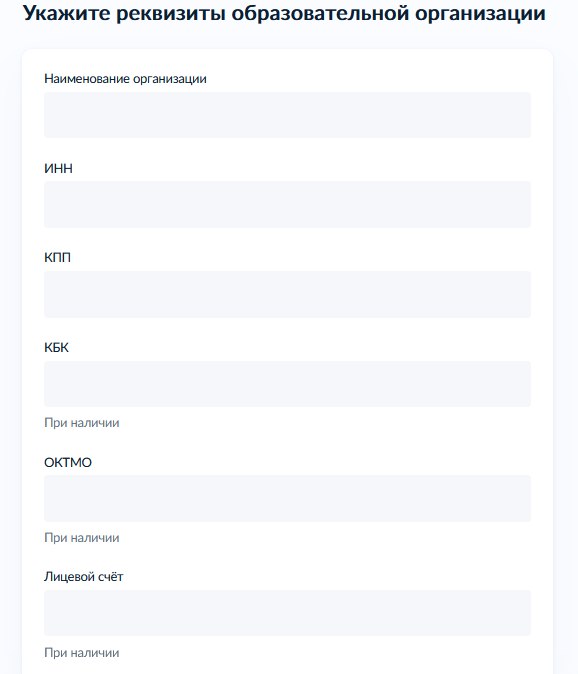 Укажите реквизиты образовательной организации
Наименование организации
ИНН
КПП
КБК
При наличии
ОКТМО
При наличии
Лицевой счёт
При наличии